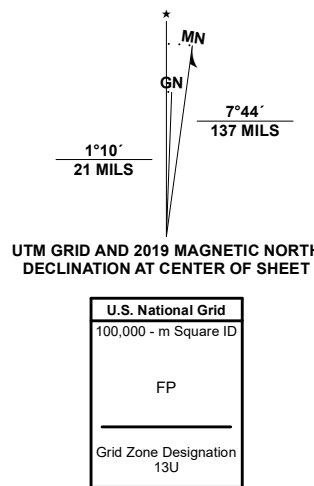 ★
MN
GN
7°44´
137 MILS
1°10´
21 MILS
UTM GRID AND 2019 MAGNETIC NORTH
DECLINATION AT CENTER OF SHEET
U.S. National Grid
100,000 - m Square ID
FP
Grid Zone Designation
13U